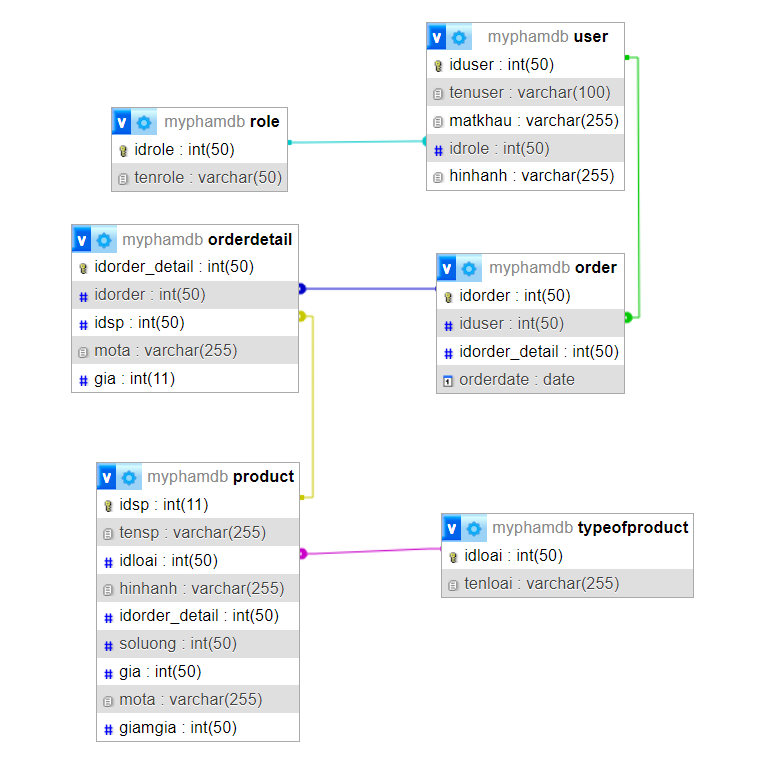 v myphamdb user
iduser : int(50)
tenuser : varchar(100)
matkhau : varchar(255)
idrole : int(50)
hinhanh : varchar(255)
v myphamdb role
idrole : int(50)
tenrole : varchar(50)
v myphamdb orderdetail
idorder_detail : int(50)
idorder : int(50)
idsp : int(50)
mota : varchar(255)
gia : int(11)
v myphamdb order
idorder : int(50)
iduser : int(50)
idorder_detail : int(50)
orderdate : date
v myphamdb product
idsp : int(11)
tensp : varchar(255)
idloai : int(50)
hinhanh : varchar(255)
idorder_detail : int(50)
soluong : int(50)
gia : int(50)
mota : varchar(255)
giamgia : int(50)
v myphamdb typeofproduct
idloai : int(50)
tenloai : varchar(255)